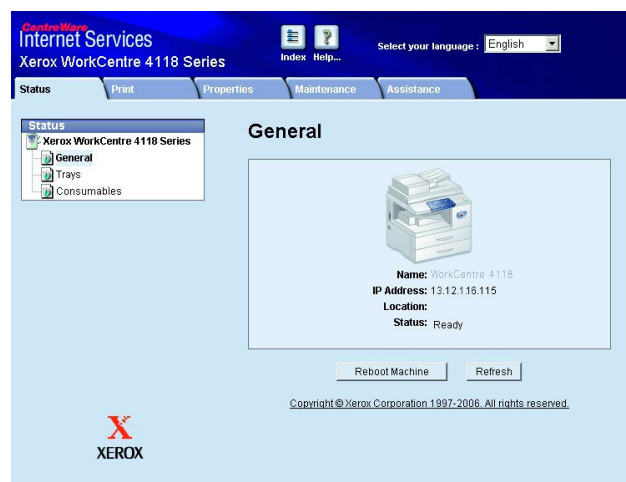 CentreWare
Internet Services
Xerox WorkCentre 4118 Series
Index
Help...
Select your language :
English
Status
Print
Properties
Maintenance
Assistance
Status
Xerox WorkCentre 4118 Series
General
Trays
Consumables
General
Name: WorkCentre 4118
IP Address: 13.12.116.115
Location:
Status: Ready
Reboot Machine
Refresh
Copyright © Xerox Corporation 1997-2006. All rights reserved.
X
XEROX